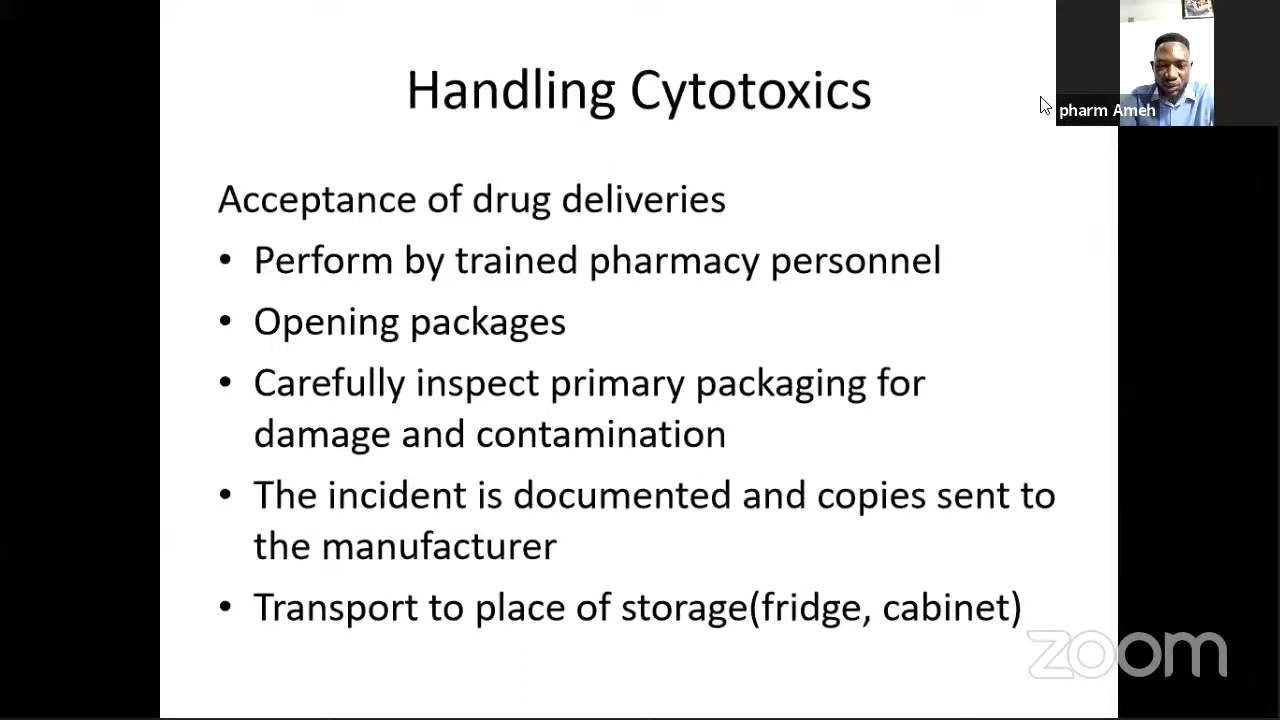 Handling Cytotoxics
pharm Ameh
Acceptance of drug deliveries
• Perform by trained pharmacy personnel
• Opening packages
• Carefully inspect primary packaging for
damage and contamination
• The incident is documented and copies sent to
the manufacturer
• Transport to place of storage(fridge, cabinet)
zoom